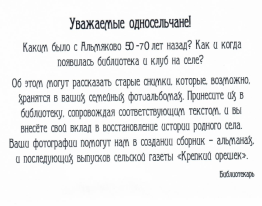 Уважаемые односельчане!
Каким было с Альмяково 50 -70 лет назад? Как и когда
появилась библиотека и клуб на селе?
Об этом могут рассказать старые снимки, которые, возможно,
хранятся в ваших семейных фотоальбомах. Принесите их в
библиотеку, сопровождая соответствующим текстом, и вы
внесёте свой вклад в восстановление истории родного села.
Ваши фотографии помогут нам в создании сборник – альманах,
и последующих выпусков сельской газеты «Крепкий орешек».
Библиотекарь